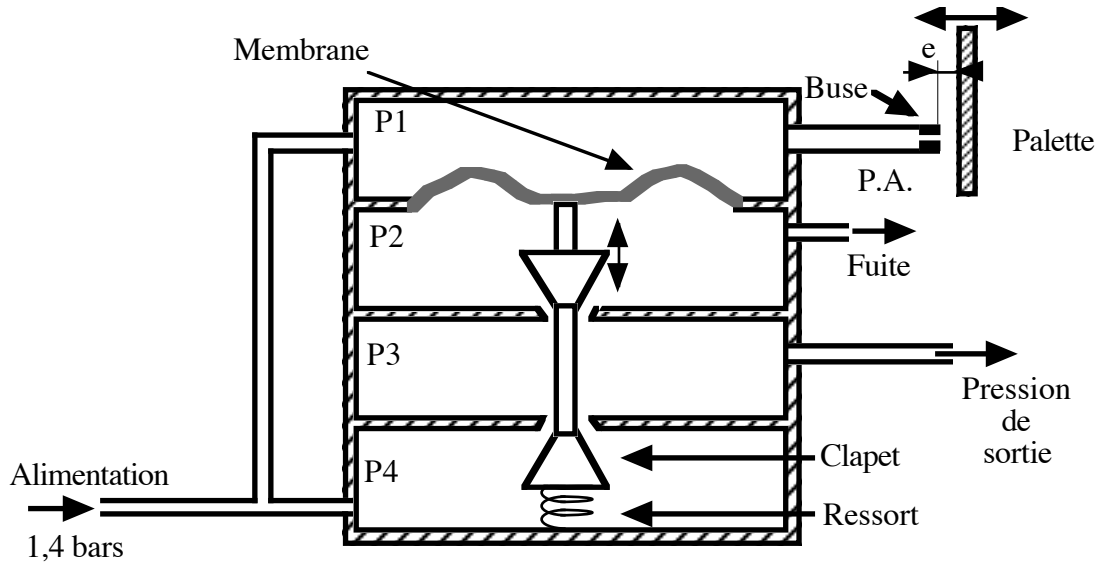 Membrane
e
Buse
P1
Palette
P.A.
P2
Fuite
P3
Pression
de
sortie
Alimentation
P4
Clapet
Ressort
1,4 bars